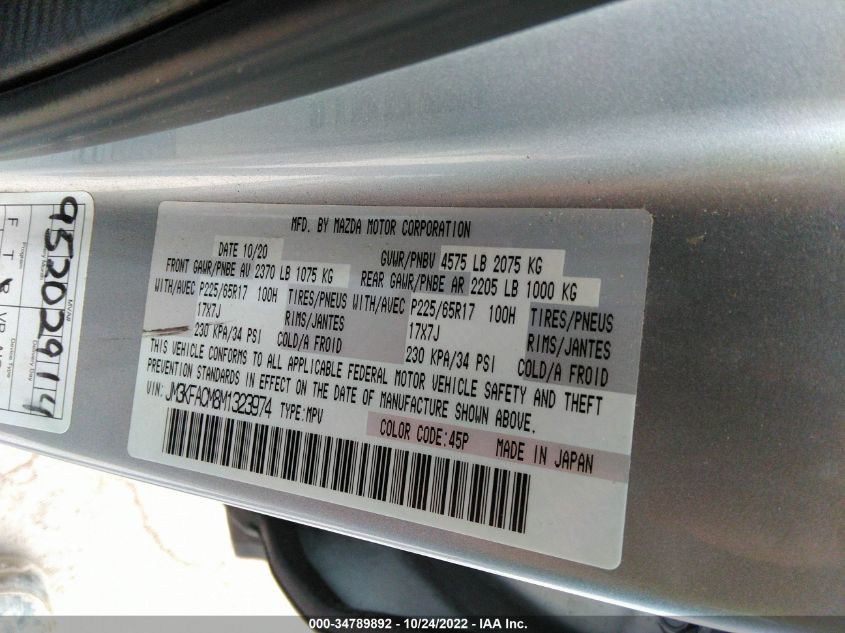 952029114
MVM
Program
Delivery Day
F
T
MFD. BY MAZDA MOTOR CORPORATION
DATE 10/20 GVWR/PNBV 4575 LB 2075 KG
FRONT GAWR/PNBE AV 2370 LB 1075 KG REAR GAWR/PNBE AR 2205 LB 1000 KG
WITH/AVEC P225/65R17 100H TIRES/PNEUS WITH/AVEC P225/65R17 100H TIRES/PNEUS
17X7J RIMS/JANTES 17X7J RIMS/JANTES
230 KPA/34 PSI COLD/A FROID 230 KPA/34 PSI COLD/A FROID
THIS VEHICLE CONFORMS TO ALL APPLICABLE FEDERAL MOTOR VEHICLE SAFETY AND THEFT
PREVENTION STANDARDS IN EFFECT ON THE DATE OF MANUFACTURE SHOWN ABOVE.
VIN: JM3KFACM8M1323974 TYPE:MPV
COLOR CODE:45P MADE IN JAPAN
000-34789892 - 10/24/2022 - IAA Inc.